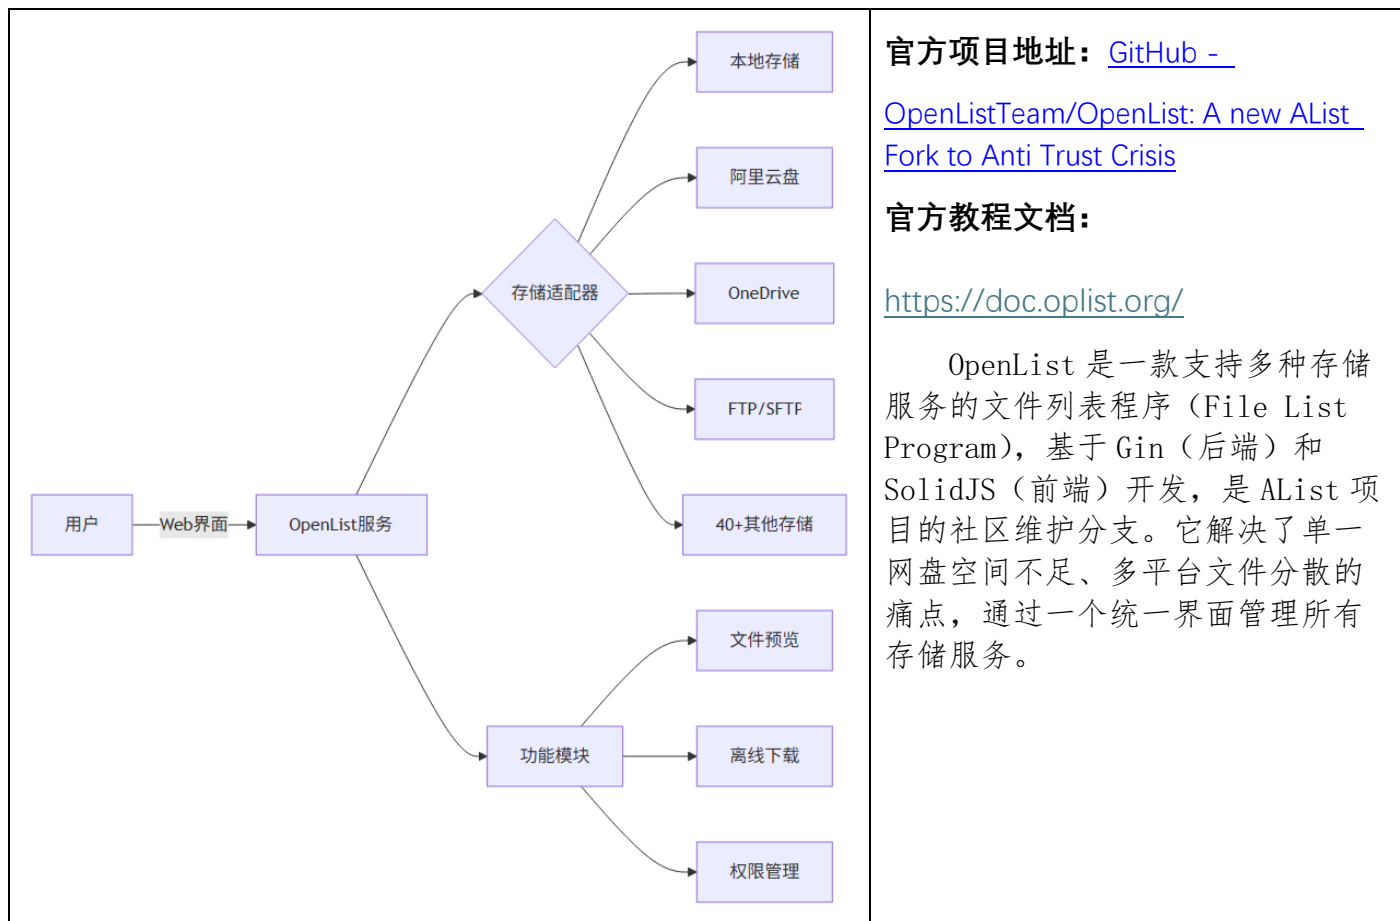 本地存储
阿里云盘
存储适配器
OneDrive
FTP/SFTP
用户
Web界面
OpenList服务
40+其他存储
文件预览
功能模块
离线下载
权限管理
官方项目地址：GitHub -
OpenListTeam/OpenList: A new AList
Fork to Anti Trust Crisis
官方教程文档：
https://doc.oplist.org/
OpenList 是一款支持多种存储
服务的文件列表程序（File List
Program），基于 Gin（后端）和
SolidJS（前端）开发，是 AList 项
目的社区维护分支。它解决了单一
网盘空间不足、多平台文件分散的
痛点，通过一个统一界面管理所有
存储服务。